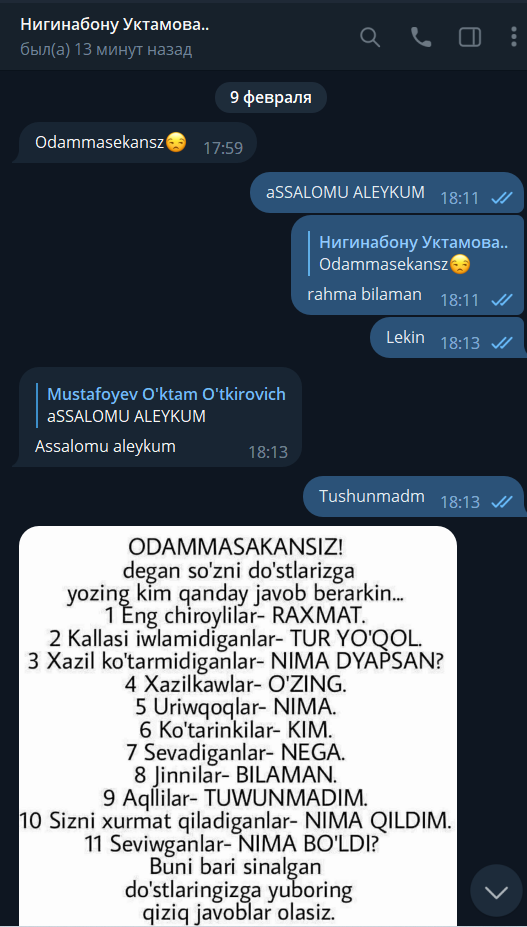 Нигинабону Уктамова..
был(а) 13 минут назад
9 февраля
Odammasekansz😒 17:59
aSSALOMU ALEYKUM 18:11
Нигинабону Уктамова..
Odammasekansz😒
rahma bilaman 18:11
Lekin 18:13
Mustafoyev O'ktam O'tkirovich
aSSALOMU ALEYKUM
Assalomu aleykum 18:13
Tushunmadm 18:13
ODAMMASAKANSIZ!
degan so'zni do'stlarizga
yozing kim qanday javob berarkin...
1 Eng chiroylilar- RAXMAT.
2 Kallasi iwlamidiganlar- TUR YO'QOL.
3 Xazil ko'tarmidiganlar- NIMA DYAPSAN?
4 Xazilkawlar- O'ZING.
5 Uriwqoqlar- NIMA.
6 Ko'tarinkilar- KIM.
7 Sevadiganlar- NEGA.
8 Jinnilar- BILAMAN.
9 Aqllilar- TUWUNMADIM.
10 Sizni xurmat qiladiganlar- NIMA QILDIM.
11 Seviwganlar- NIMA BO'LDI?
Buni bari sinalgan
do'stlaringizga yuboring
qiziq javoblar olasiz.